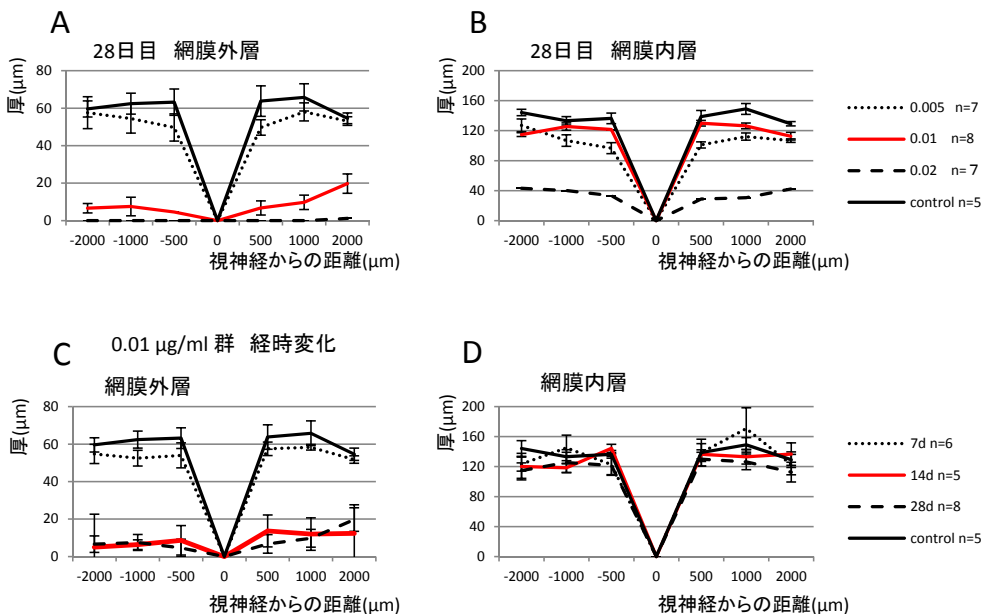 A
28日目 網膜外層
厚(μm)
80
60
40
20
0
-2000 -1000 -500 0 500 1000 2000
視神経からの距離(μm)
B
28日目 網膜内層
厚(μm)
200
160
120
80
40
0
-2000 -1000 -500 0 500 1000 2000
視神経からの距離(μm)
0.005 n=7
0.01 n=8
0.02 n= 7
control n=5
0.01 μg/ml 群 経時変化
C
網膜外層
厚(μm)
80
60
40
20
0
-2000 -1000 -500 0 500 1000 2000
視神経からの距離(μm)
D
網膜内層
厚(μm)
200
160
120
80
40
0
-2000 -1000 -500 0 500 1000 2000
視神経からの距離(μm)
7d n=6
14d n=5
28d n=8
control n=5